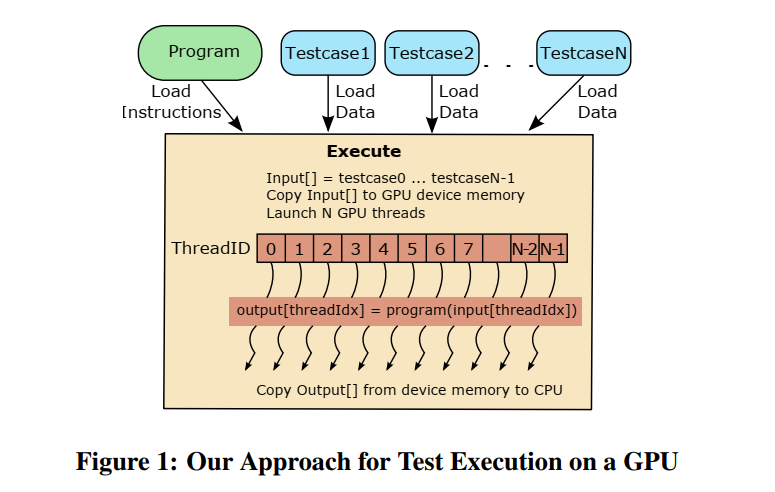 Program
Testcase1
Testcase2
. . .
TestcaseN
Load
Instructions
Load
Data
Load
Data
Load
Data
Execute
Input[] = testcase0 ... testcaseN-1
Copy Input[] to GPU device memory
Launch N GPU threads
ThreadID 0 1 2 3 4 5 6 7 N-2 N-1
output[threadIdx] = program(input[threadIdx])
Copy Output[] from device memory to CPU
Figure 1: Our Approach for Test Execution on a GPU